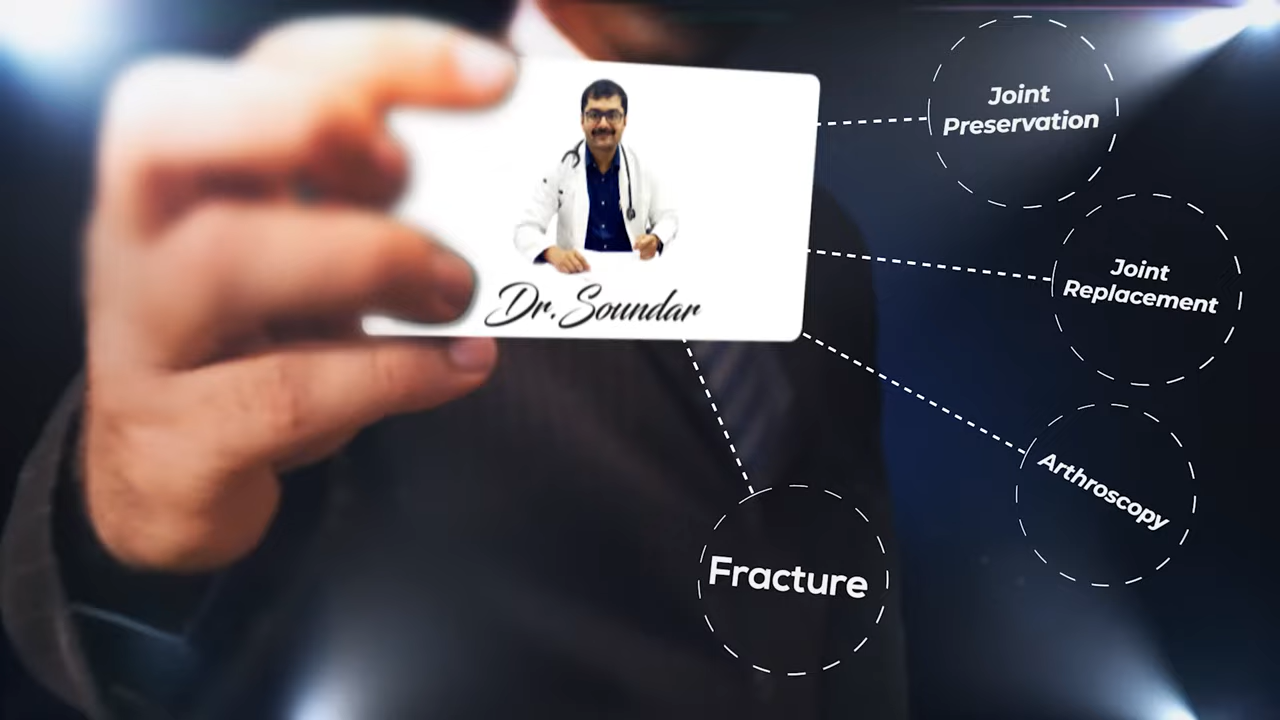 Dr. Soundar
Joint
Preservation
Joint
Replacement
Arthroscopy
Fracture